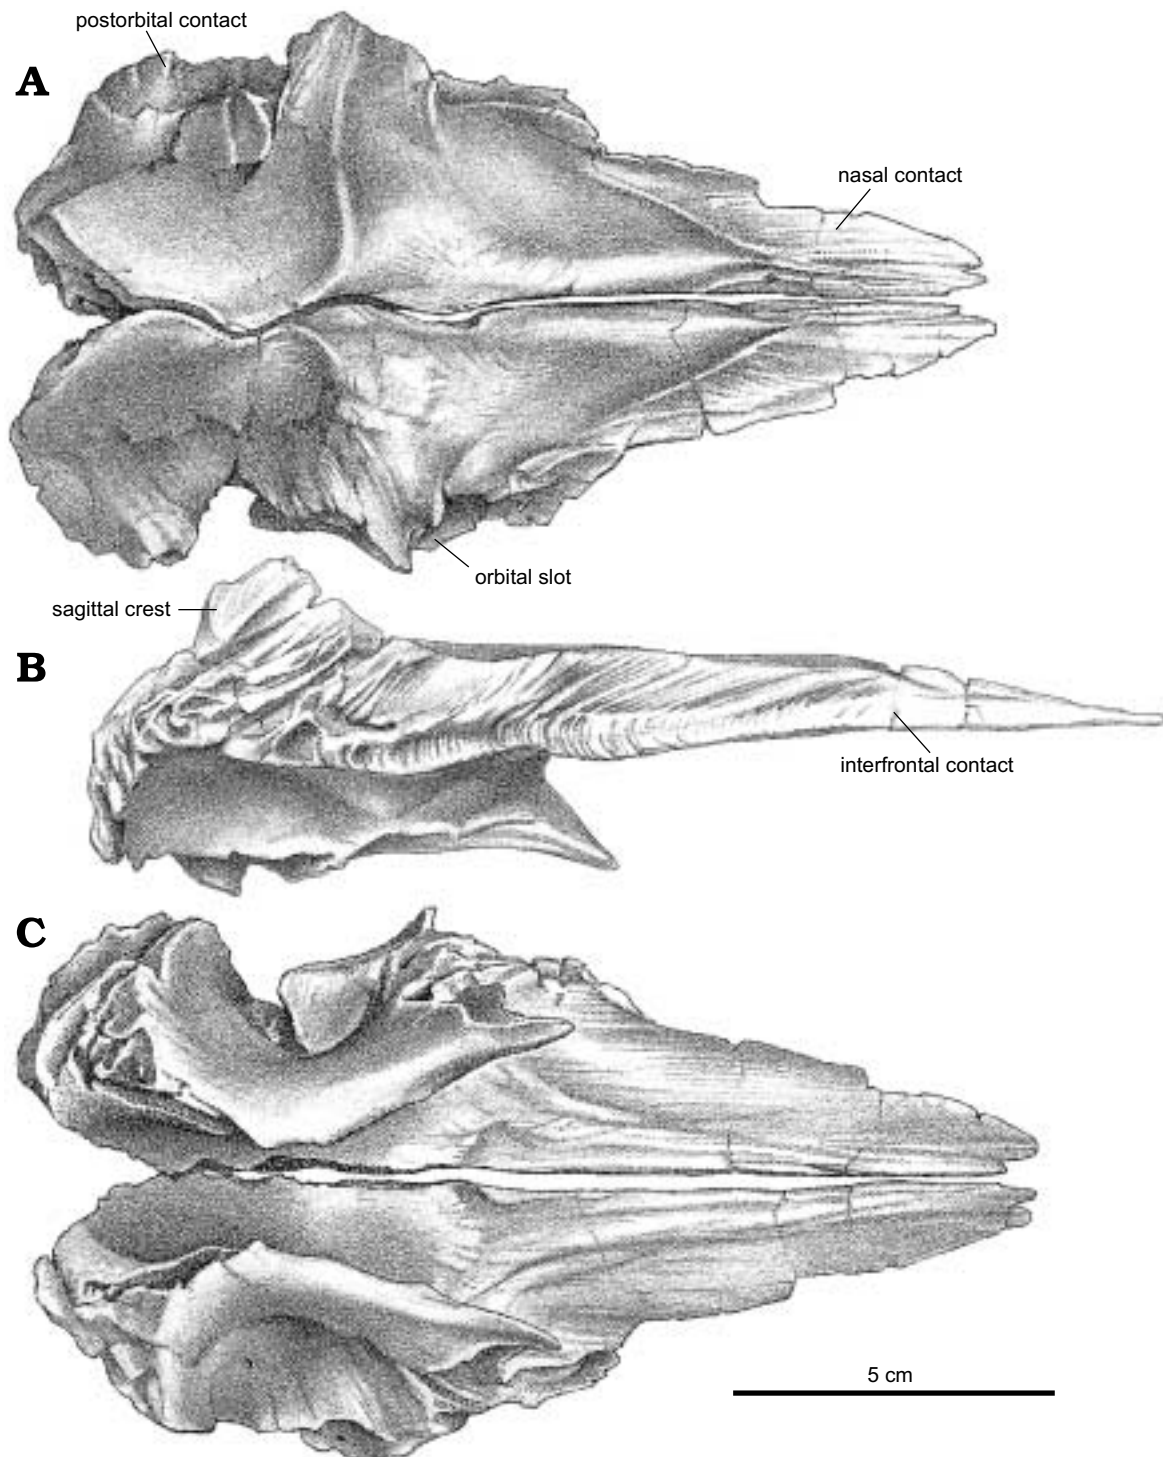 postorbital contact
A
nasal contact
orbital slot
sagittal crest
B
interfrontal contact
C
5 cm